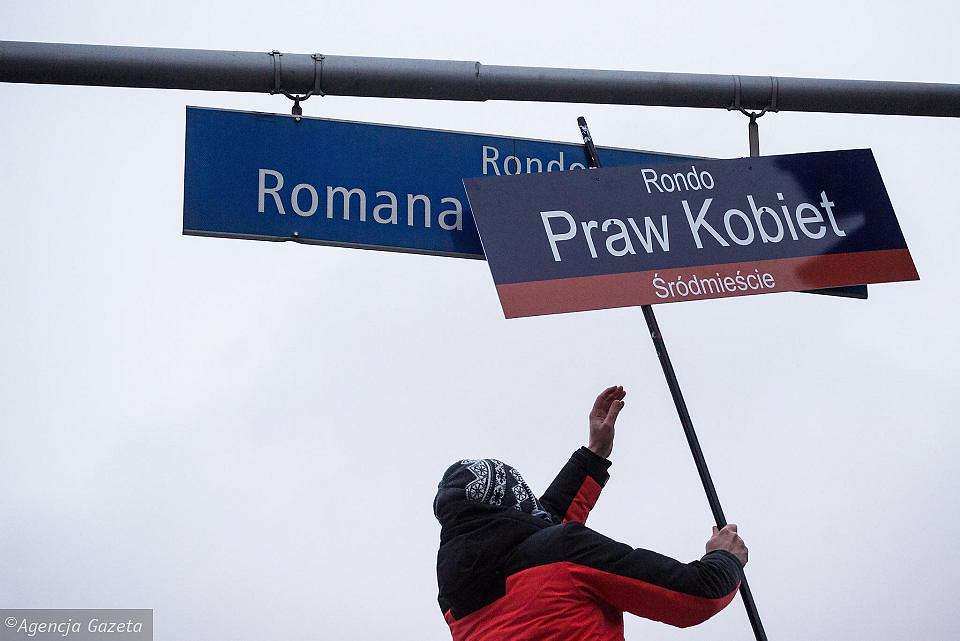 Rondo
Romana
Rondo
Praw Kobiet
Śródmieście
©Agencja Gazeta